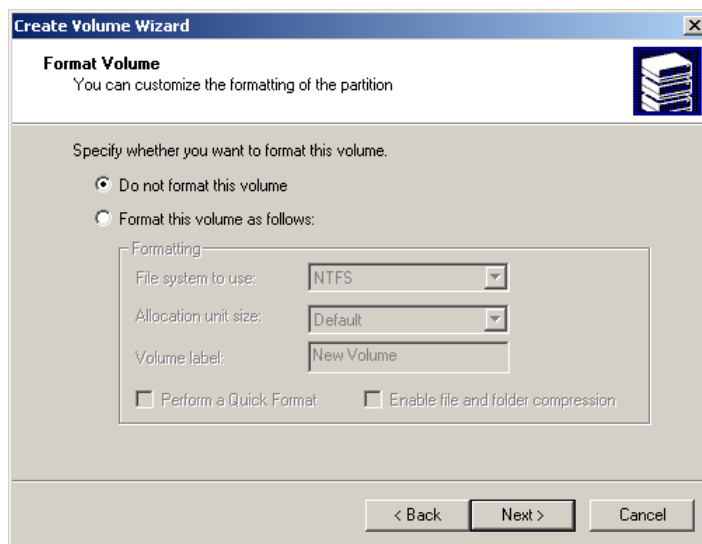 Create Volume Wizard
Format Volume
You can customize the formatting of the partition
Specify whether you want to format this volume.
Do not format this volume
Format this volume as follows:
Formatting
File system to use: NTFS
Allocation unit size: Default
Volume label: New Volume
Perform a Quick Format Enable file and folder compression
< Back Next > Cancel